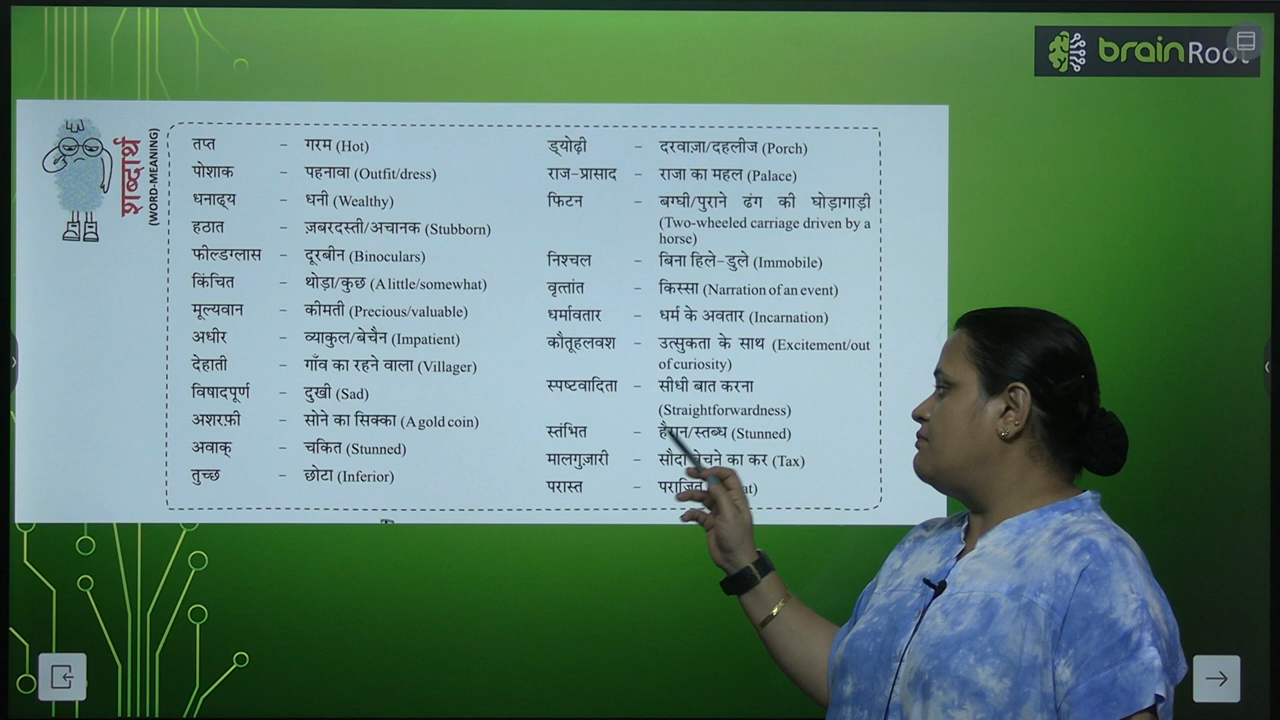 brainRoot
शब्दार्थ
(WORD-MEANING)
तप्त – गरम (Hot)
पोशाक – पहनावा (Outfit/dress)
धनाढ्य – धनी (Wealthy)
हठात – ज़बरदस्ती/अचानक (Stubborn)
फील्डग्लास – दूरबीन (Binoculars)
किंचित – थोड़ा/कुछ (A little/somewhat)
मूल्यवान – कीमती (Precious/valuable)
अधीर – व्याकुल/बेचैन (Impatient)
देहाती – गाँव का रहने वाला (Villager)
विषादपूर्ण – दुखी (Sad)
अशरफ़ी – सोने का सिक्का (A gold coin)
अवाक् – चकित (Stunned)
तुच्छ – छोटा (Inferior)
ड्योढ़ी – दरवाज़ा/दहलीज (Porch)
राज-प्रासाद – राजा का महल (Palace)
फिटन – बग्घी/पुराने ढंग की घोड़ागाड़ी
(Two-wheeled carriage driven by a
horse)
निश्चल – बिना हिले-डुले (Immobile)
वृत्तांत – किस्सा (Narration of an event)
धर्मावतार – धर्म के अवतार (Incarnation)
कौतूहलवश – उत्सुकता के साथ (Excitement/out
of curiosity)
स्पष्टवादिता – सीधी बात करना
(Straightforwardness)
स्तंभित – हैरान/स्तब्ध (Stunned)
मालगुज़ारी – सौदा बेचने का कर (Tax)
परास्त – पराजित